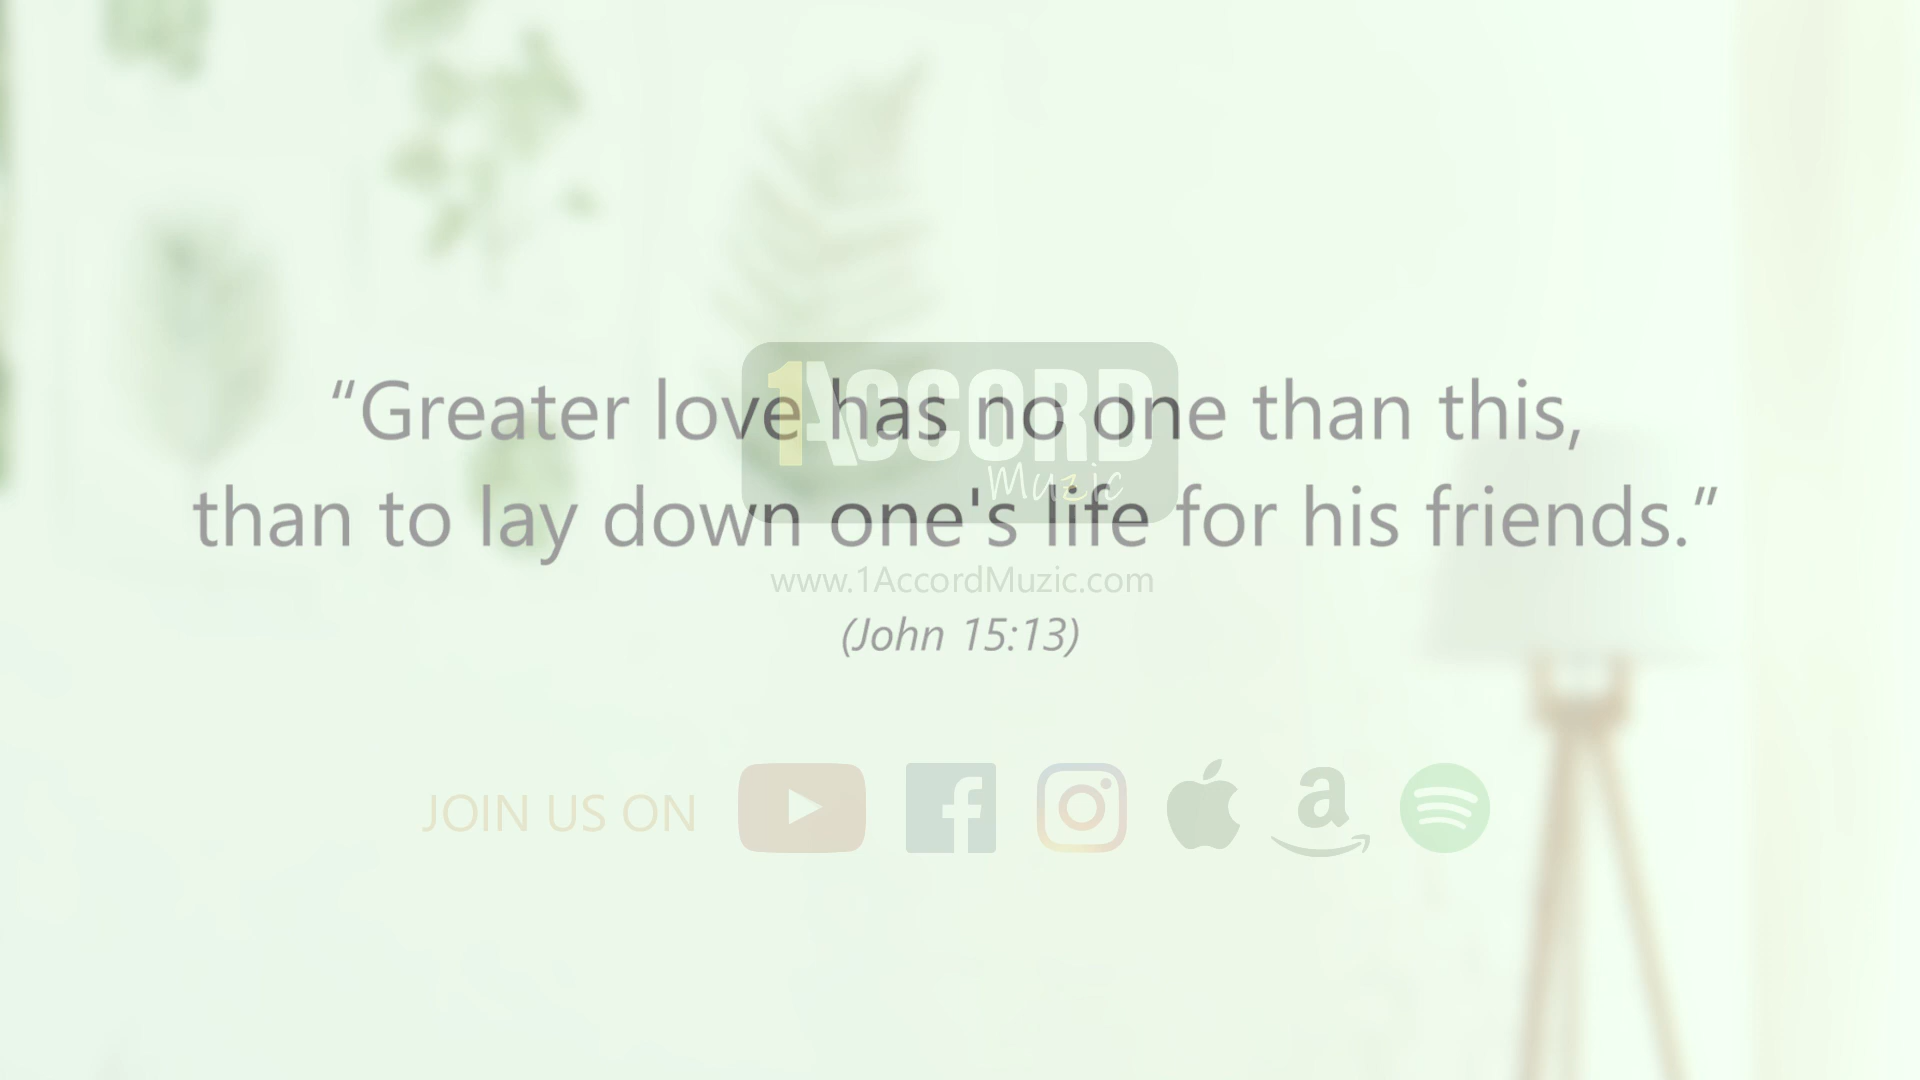 1ACCORD
“Greater love has no one than this,
Muzic
than to lay down one's life for his friends.”
www.1AccordMuzic.com
(John 15:13)
JOIN US ON